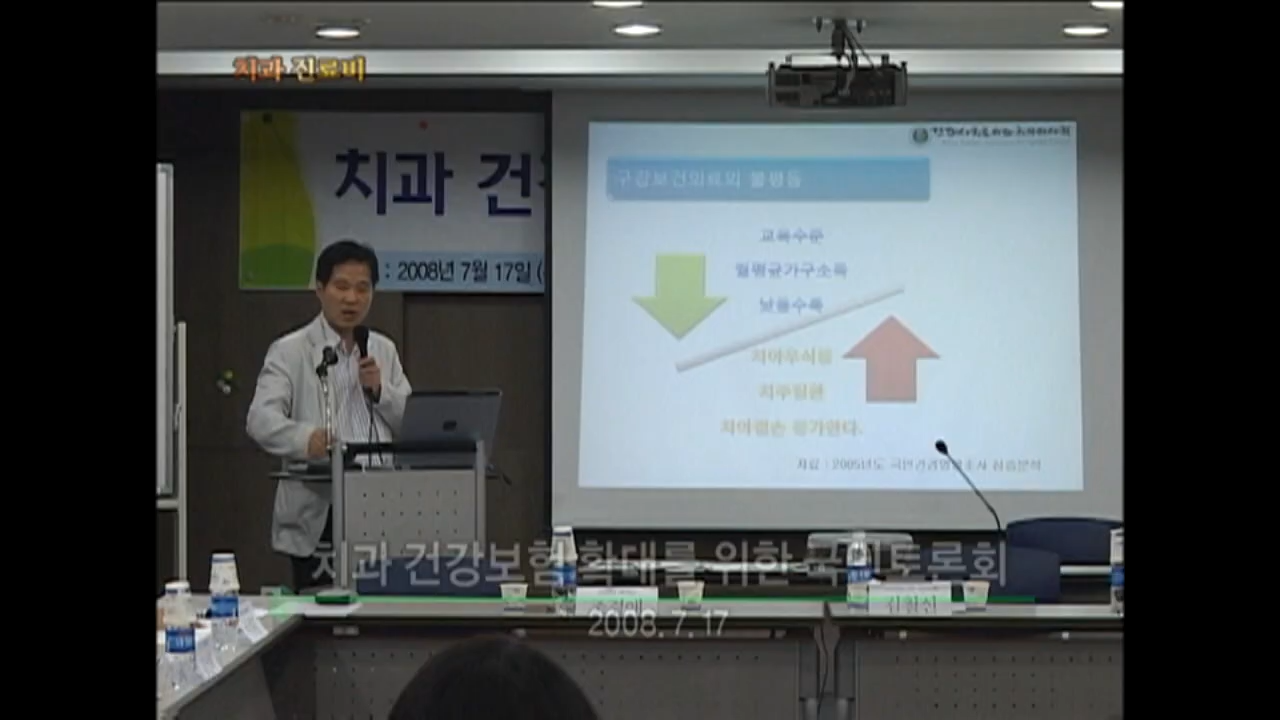 치과 진료비
치과 건
: 2008년 7월 17일 (
구강보건의료의 불평등
교육수준
월평균가구소득
낮을수록
치아우식증
치주질환
치아결손 증가한다.
자료 : 2005년도 국민건강영양조사 심층분석
치과 건강보험 확대를 위한 국민토론회
2008. 7. 17